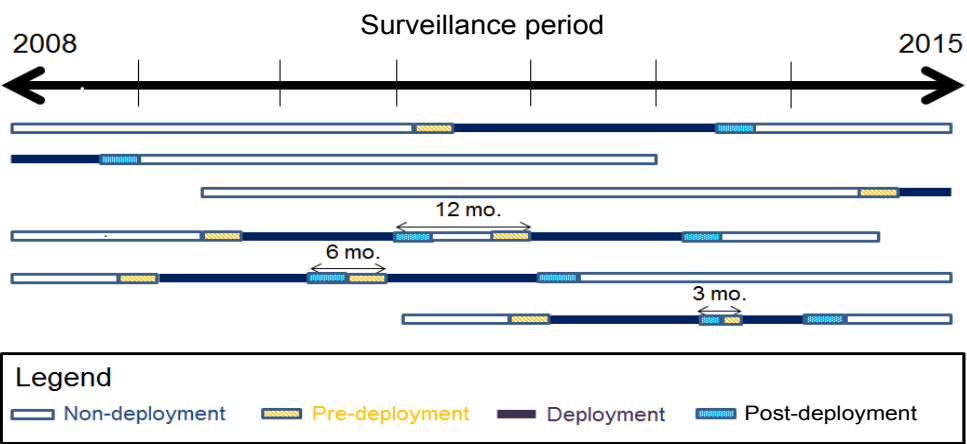 Surveillance period
2008 2015
12 mo.
6 mo.
3 mo.
Legend
Non-deployment Pre-deployment Deployment Post-deployment